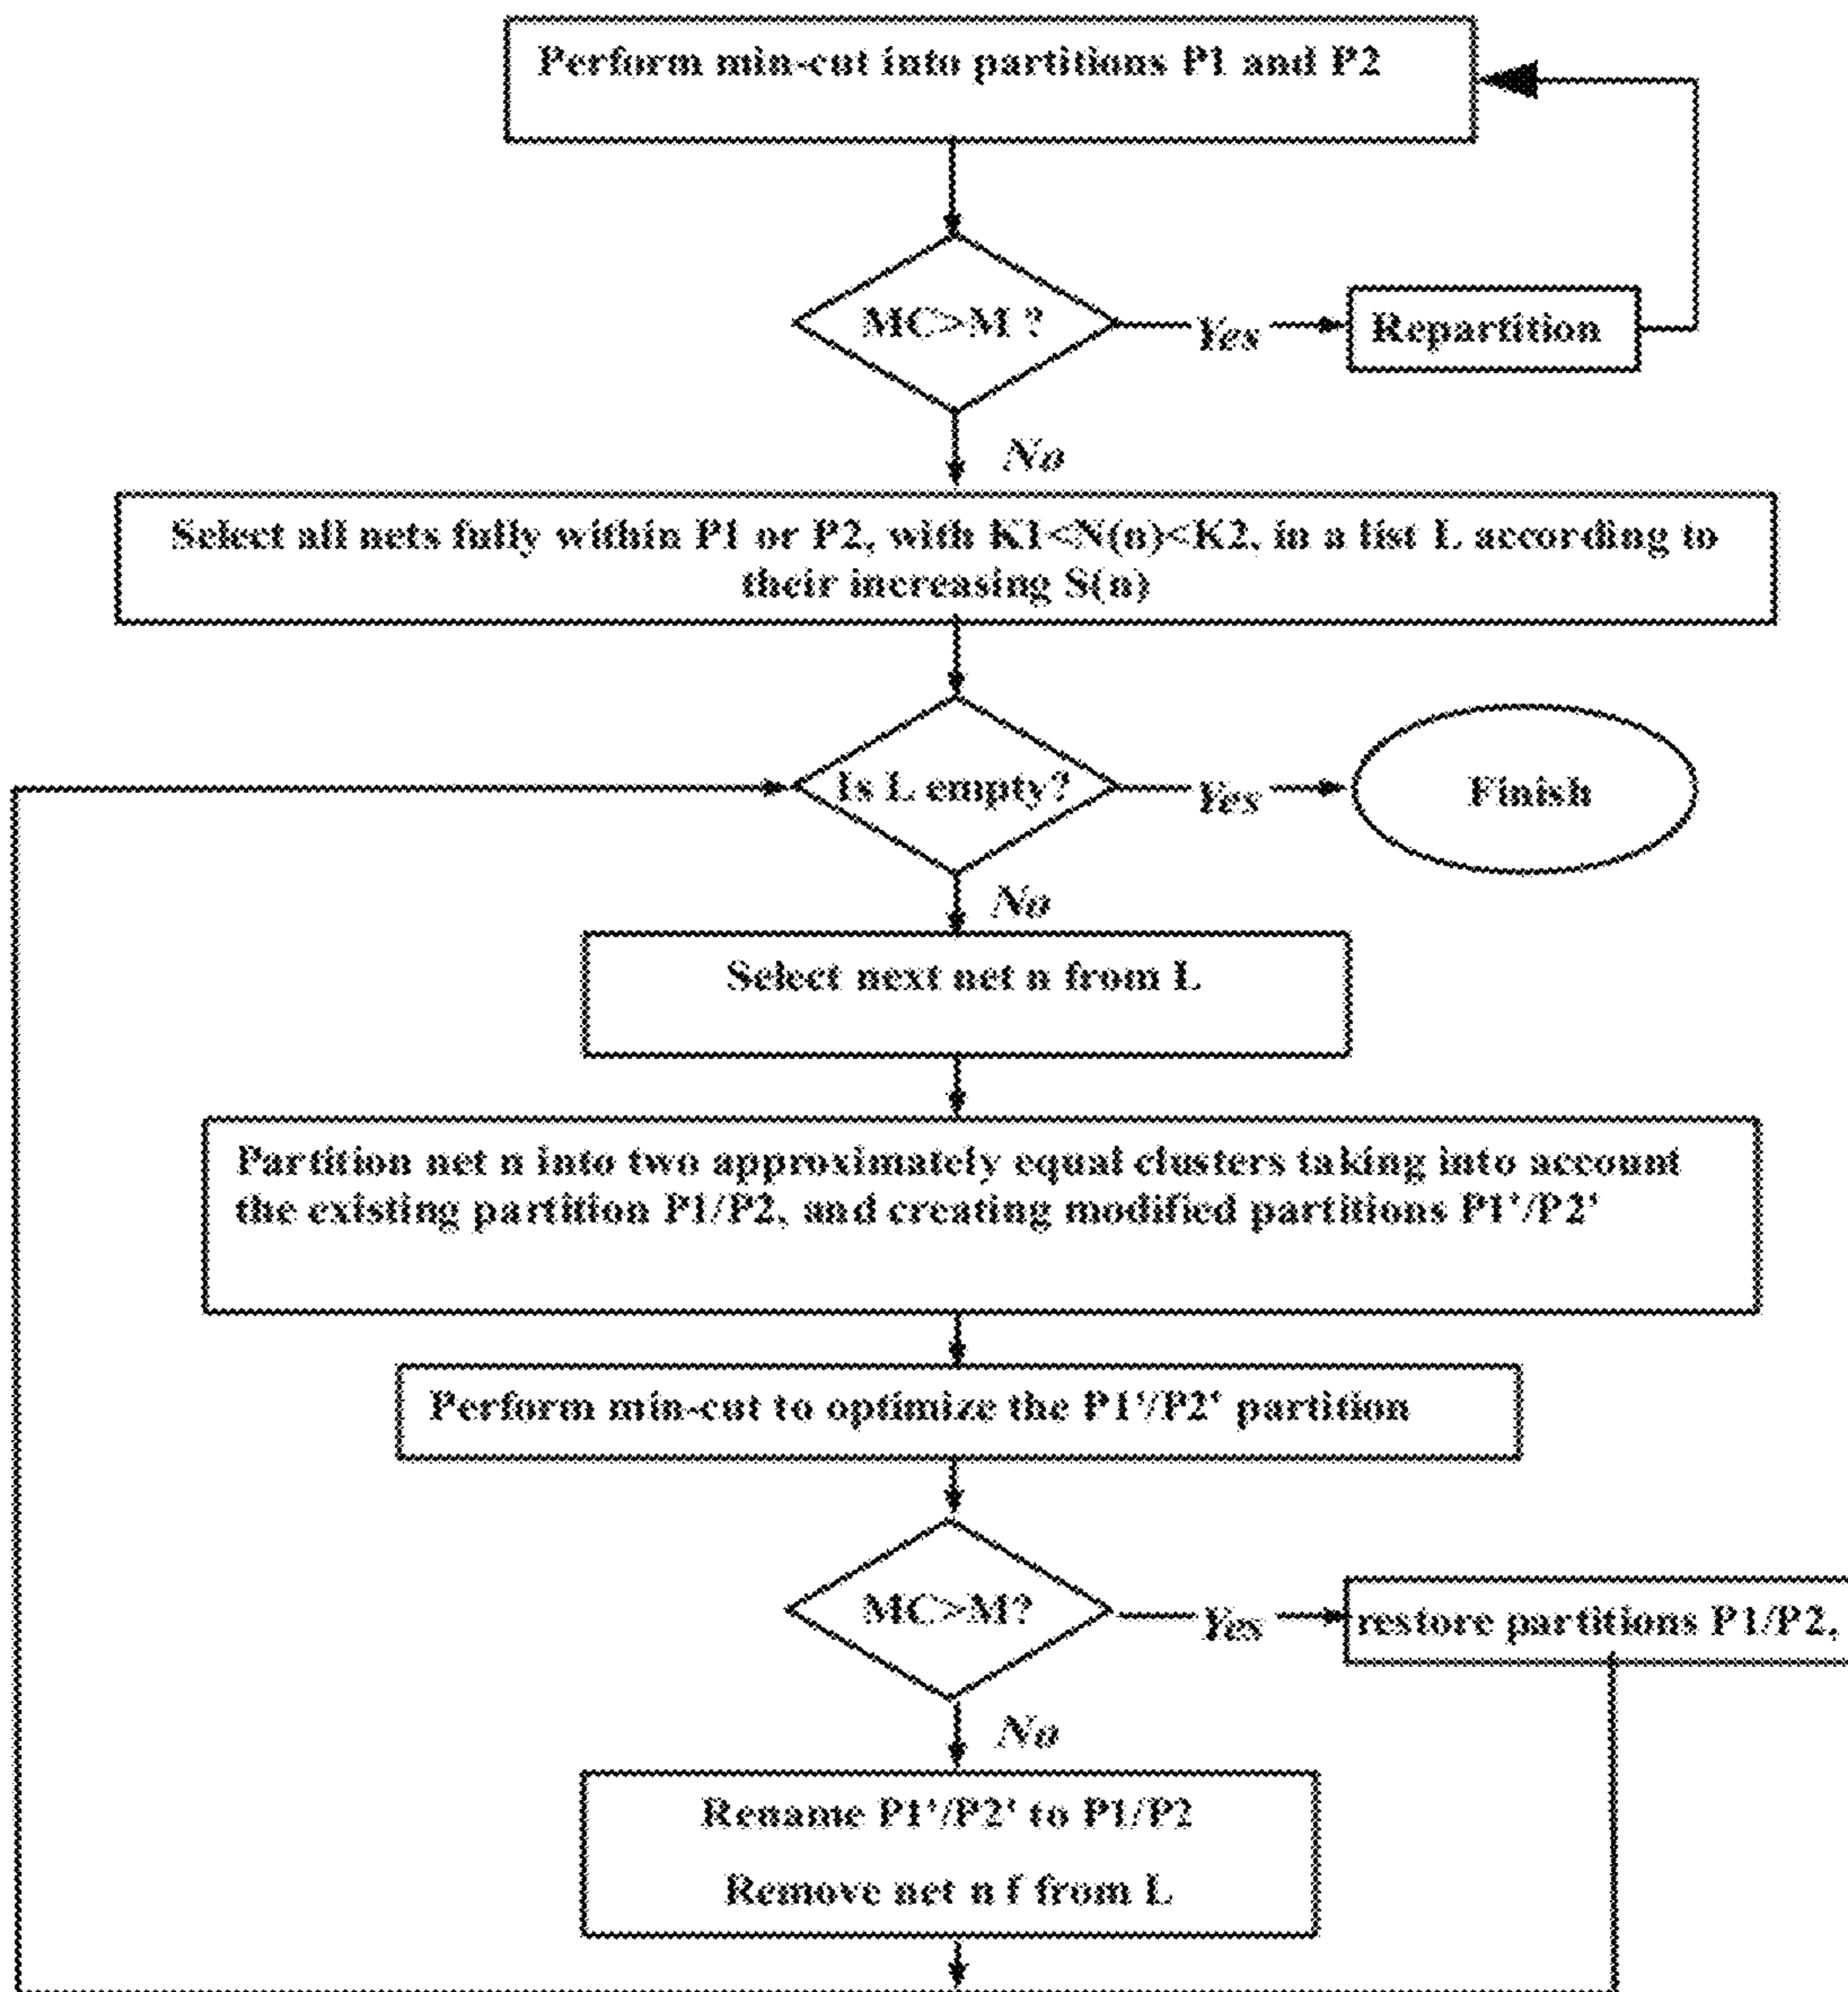 Perform min-cut into partitions P1 and P2
MC>M ?
Yes
Repartition
No
Select all nets fully within P1 or P2, with K1<N(n)<K2, in a list L according to
their increasing S(n)
Is L empty?
Yes
Finish
No
Select next net n from L
Partition net n into two approximately equal clusters taking into account
the existing partition P1/P2, and creating modified partitions P1'/P2'
Perform min-cut to optimize the P1'/P2' partition
MC>M?
Yes
restore partitions P1/P2,
No
Rename P1'/P2' to P1/P2
Remove net n f from L